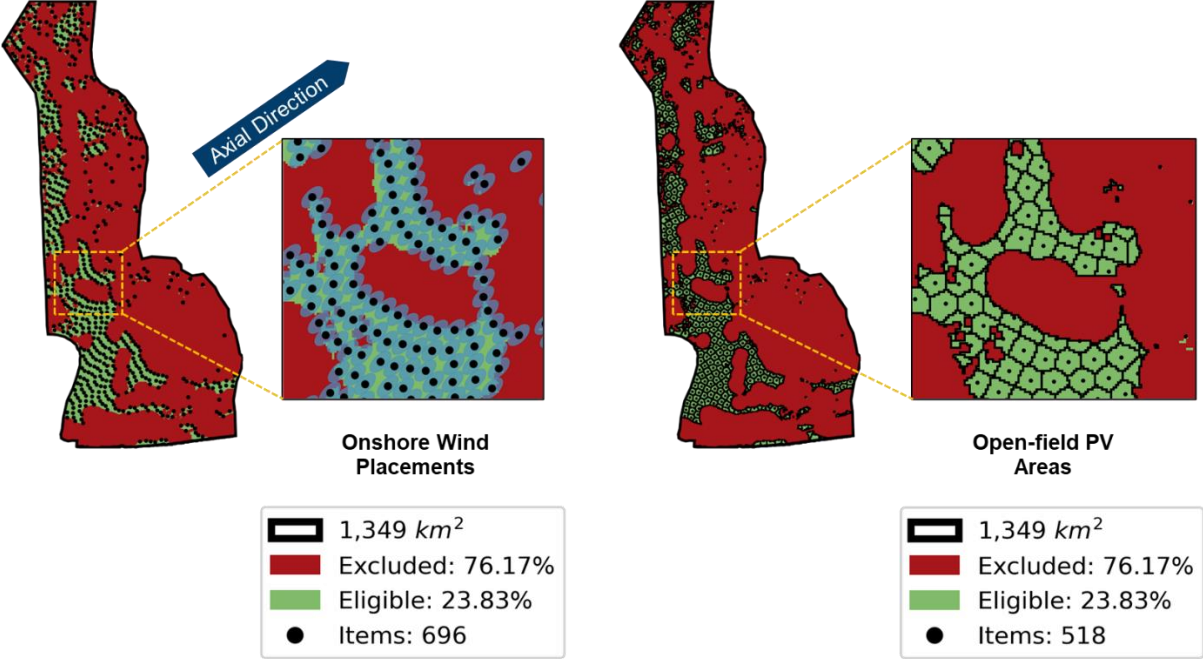 Axial Direction
Onshore Wind
Placements
1,349 km²
Excluded: 76.17%
Eligible: 23.83%
Items: 696
Open-field PV
Areas
1,349 km²
Excluded: 76.17%
Eligible: 23.83%
Items: 518